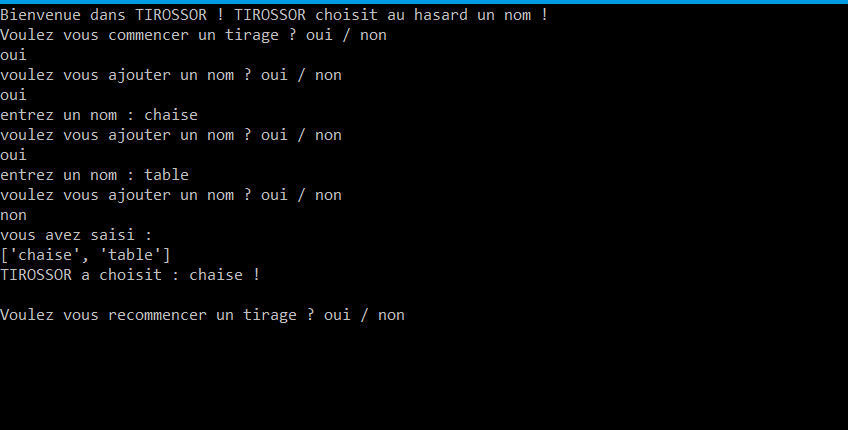 Bienvenue dans TIROSSOR ! TIROSSOR choisit au hasard un nom !
Voulez vous commencer un tirage ? oui / non
oui
voulez vous ajouter un nom ? oui / non
oui
entrez un nom : chaise
voulez vous ajouter un nom ? oui / non
oui
entrez un nom : table
voulez vous ajouter un nom ? oui / non
non
vous avez saisi :
['chaise', 'table']
TIROSSOR a choisit : chaise !
Voulez vous recommencer un tirage ? oui / non